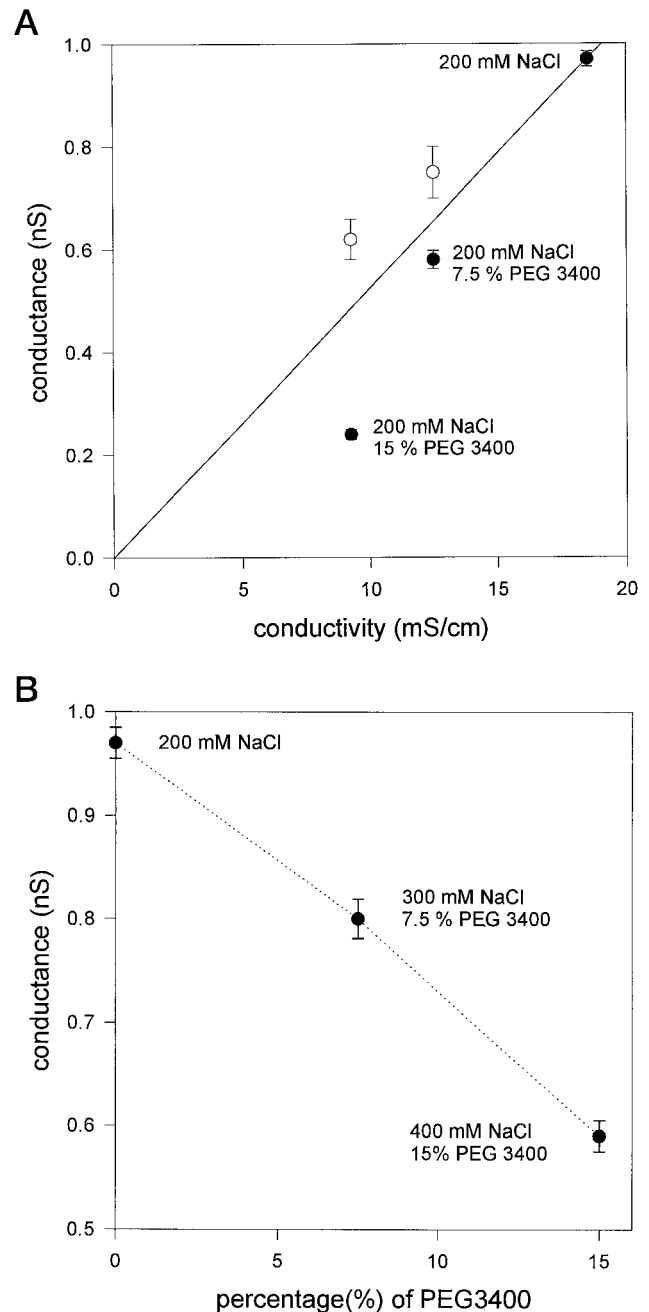 A
1.0
0.8
0.6
0.4
0.2
0.0
conductance (nS)
200 mM NaCl
200 mM NaCl
7.5 % PEG 3400
200 mM NaCl
15 % PEG 3400
0
5
10
15
20
conductivity (mS/cm)
B
1.0
0.9
0.8
0.7
0.6
0.5
conductance (nS)
200 mM NaCl
300 mM NaCl
7.5 % PEG 3400
400 mM NaCl
15% PEG 3400
0
5
10
15
percentage(%) of PEG3400